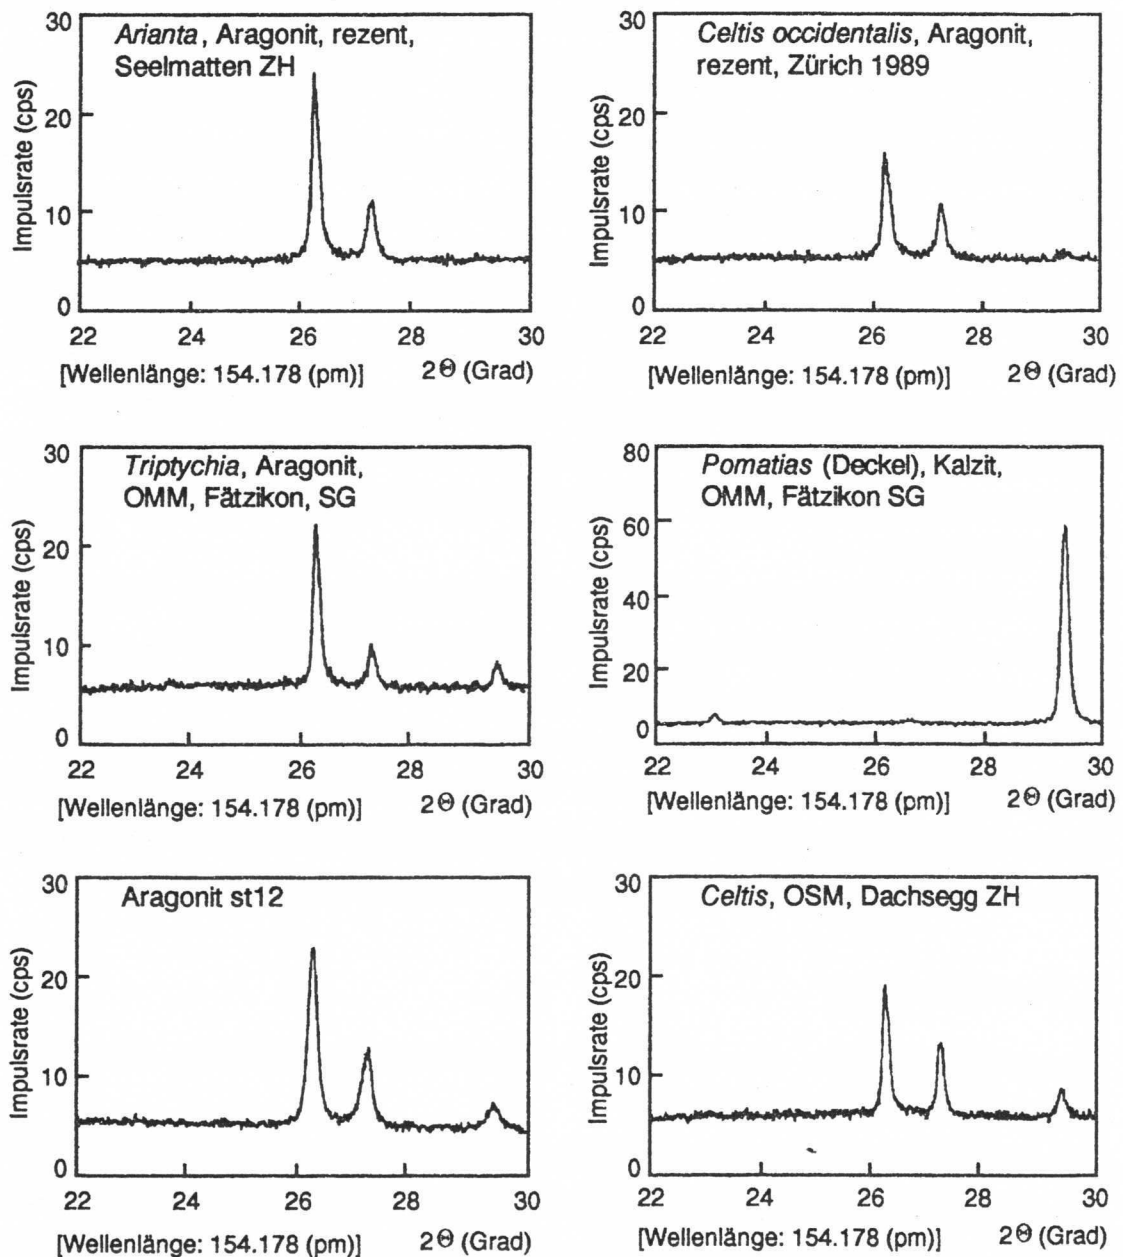 Arianta, Aragonit, rezent,
Seelmatten ZH
Impulsrate (cps)
30
20
10
0
22 24 26 28 30
[Wellenlänge: 154.178 (pm)] 2Θ (Grad)
Celtis occidentalis, Aragonit,
rezent, Zürich 1989
Impulsrate (cps)
30
20
10
0
22 24 26 28 30
[Wellenlänge: 154.178 (pm)] 2Θ (Grad)
Triptychia, Aragonit,
OMM, Fätzikon, SG
Impulsrate (cps)
30
20
10
0
22 24 26 28 30
[Wellenlänge: 154.178 (pm)] 2Θ (Grad)
Pomatias (Deckel), Kalzit,
OMM, Fätzikon SG
Impulsrate (cps)
80
60
40
20
0
22 24 26 28 30
[Wellenlänge: 154.178 (pm)] 2Θ (Grad)
Aragonit st12
Impulsrate (cps)
30
20
10
0
22 24 26 28 30
[Wellenlänge: 154.178 (pm)] 2Θ (Grad)
Celtis, OSM, Dachsegg ZH
Impulsrate (cps)
30
20
10
0
22 24 26 28 30
[Wellenlänge: 154.178 (pm)] 2Θ (Grad)